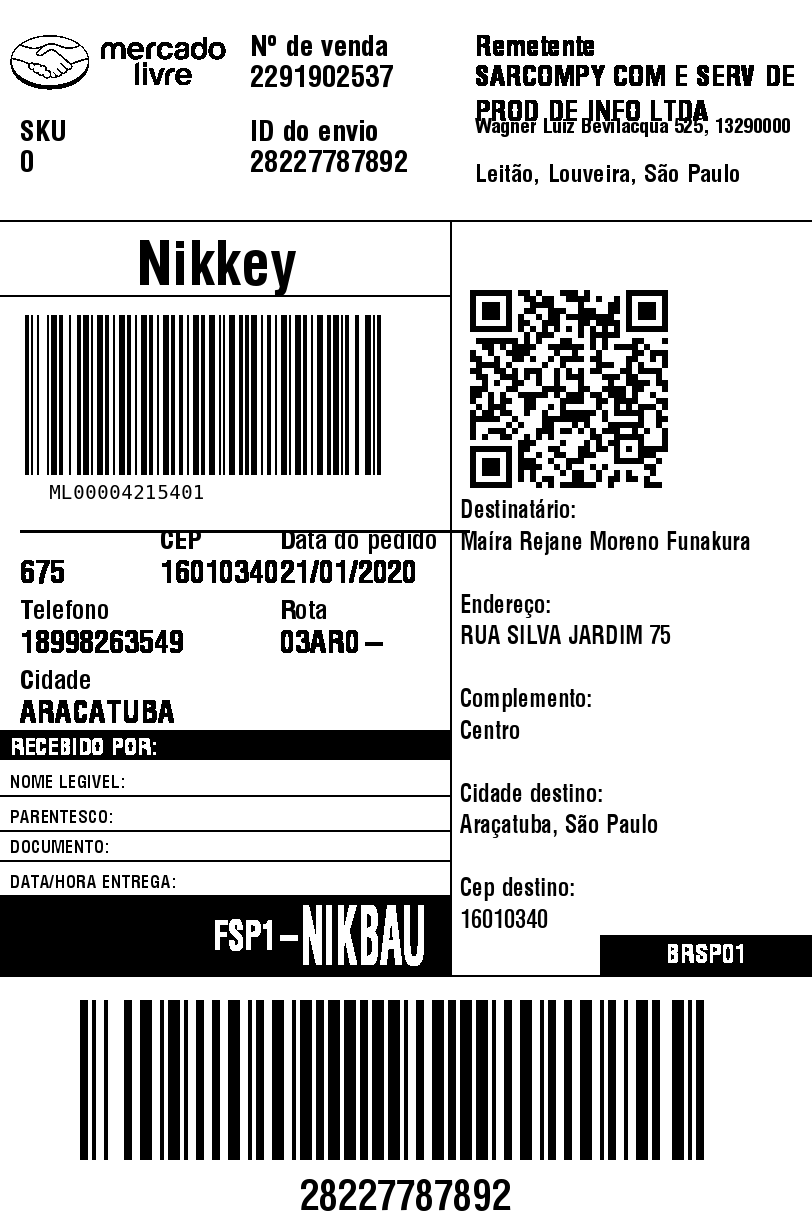 mercado
livre
Nº de venda
2291902537
Remetente
SARCOMPY COM E SERV DE
PROD DE INFO LTDA
Wagner Luiz Bevilacqua 525, 13290000
SKU
0
ID do envio
28227787892
Leitão, Louveira, São Paulo
Nikkey
ML00004215401
CEP
Data do pedido
675
16010340
21/01/2020
Telefono
Rota
18998263549
03AR0 –
Cidade
ARACATUBA
RECEBIDO POR:
NOME LEGIVEL:
PARENTESCO:
DOCUMENTO:
DATA/HORA ENTREGA:
FSP1–NIKBAU
Destinatário:
Maíra Rejane Moreno Funakura
Endereço:
RUA SILVA JARDIM 75
Complemento:
Centro
Cidade destino:
Araçatuba, São Paulo
Cep destino:
16010340
BRSP01
28227787892